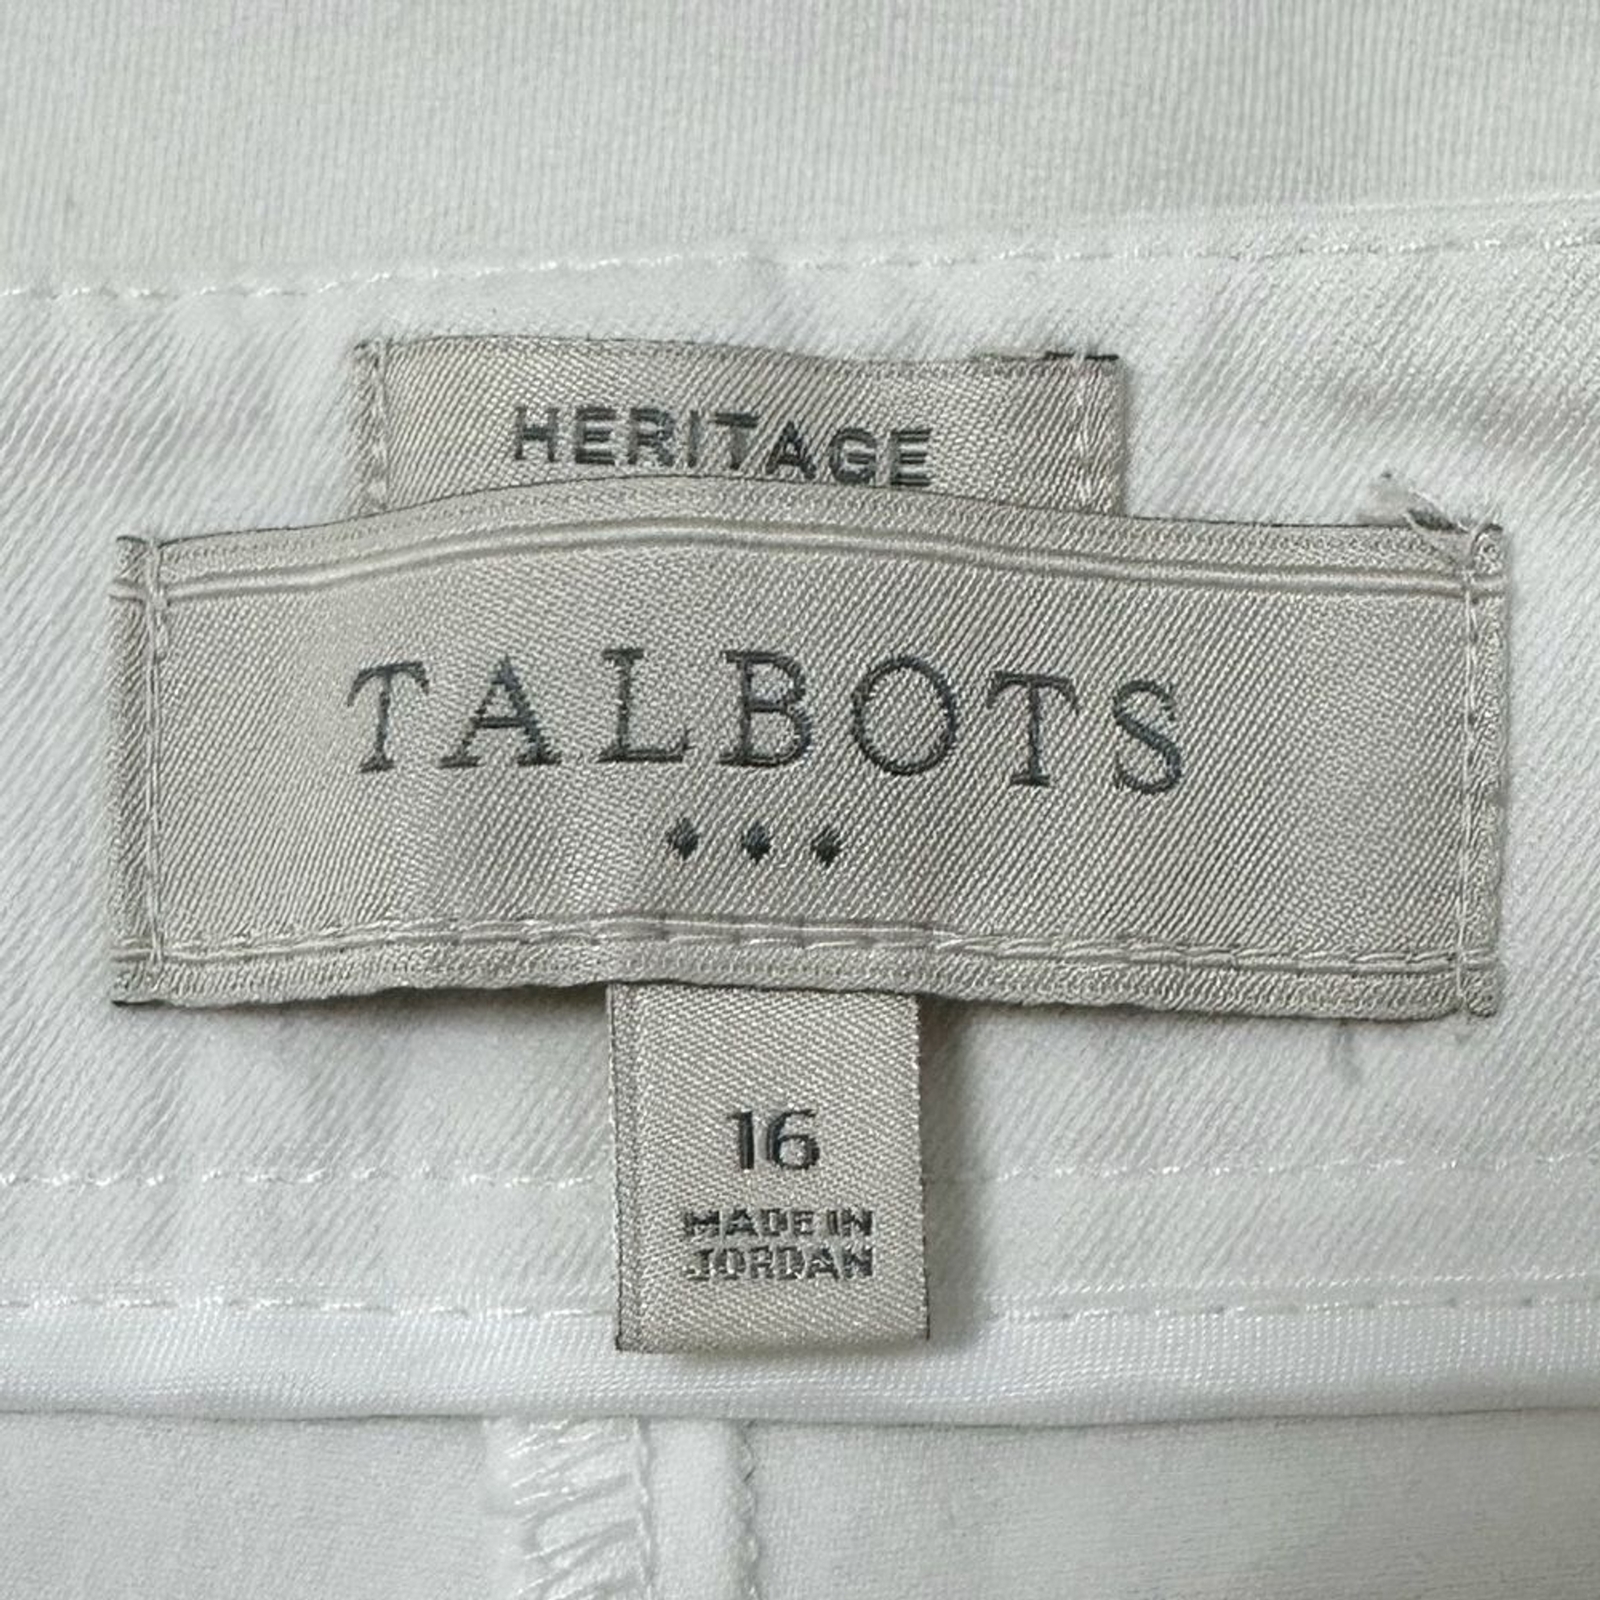 HERITAGE
TALBOTS
16
MADE IN
JORDAN